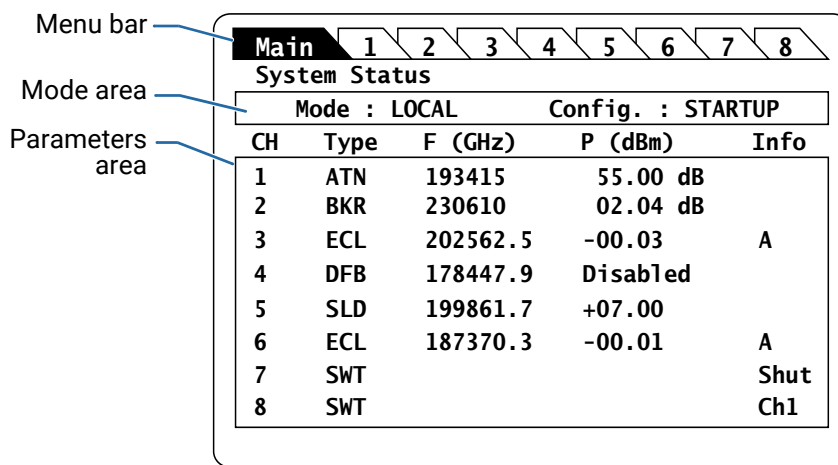 Menu bar
Main 1 2 3 4 5 6 7 8
System Status
Mode area
Mode : LOCAL Config. : STARTUP
Parameters area
CH Type F (GHz) P (dBm) Info
1 ATN 193415 55.00 dB
2 BKR 230610 02.04 dB
3 ECL 202562.5 -00.03 A
4 DFB 178447.9 Disabled
5 SLD 199861.7 +07.00
6 ECL 187370.3 -00.01 A
7 SWT Shut
8 SWT Ch1